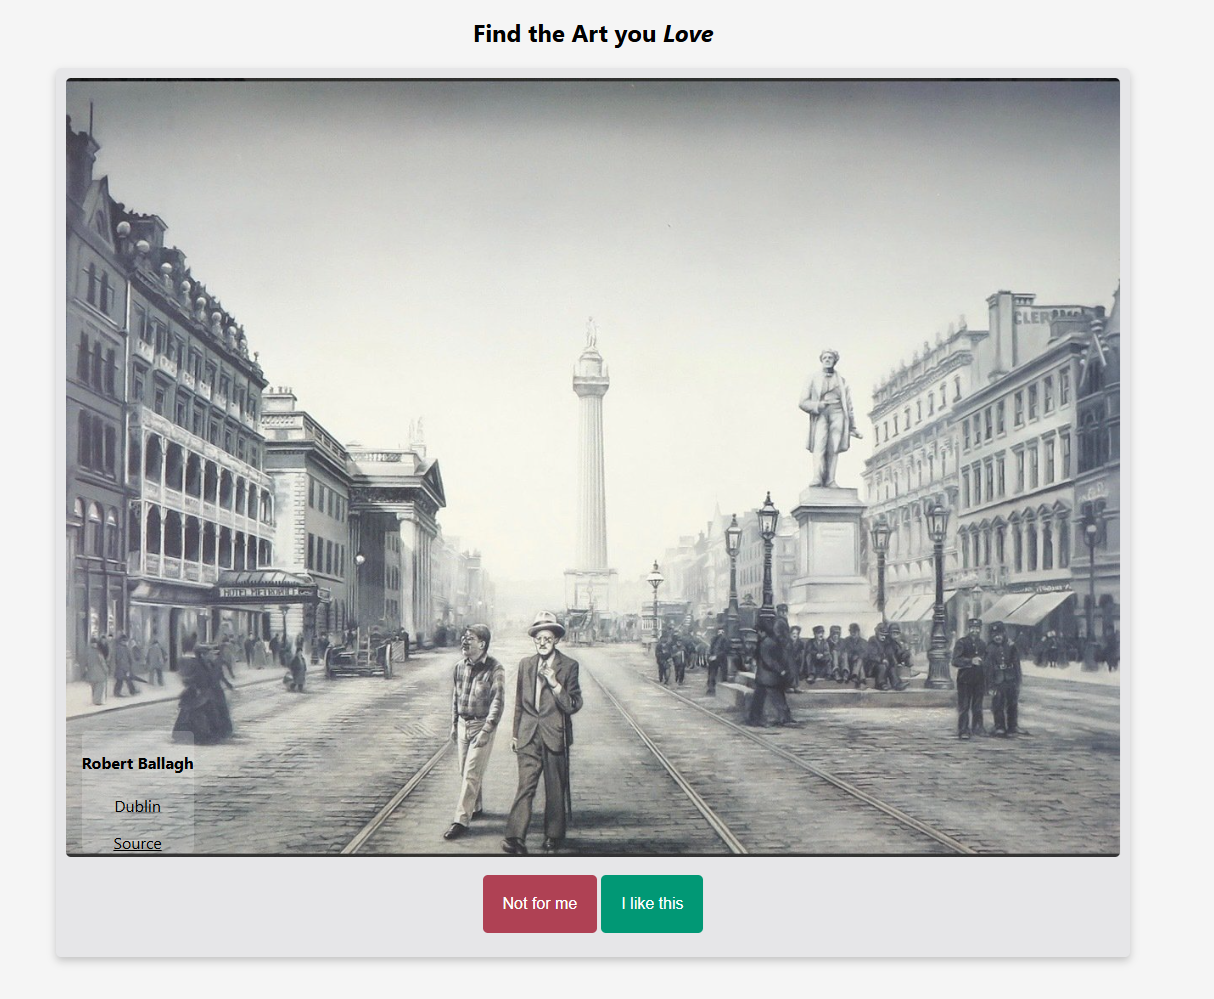 Find the Art you Love
CLER
HOTEL METROPOLE
Robert Ballagh
Dublin
Source
Not for me
I like this